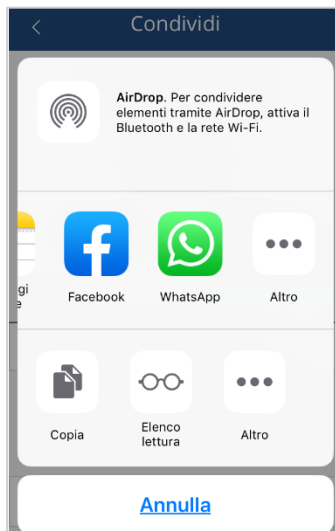 Condividi
AirDrop. Per condividere
elementi tramite AirDrop, attiva il
Bluetooth e la rete Wi-Fi.
gi
e
Facebook
WhatsApp
Altro
Copia
Elenco
lettura
Altro
Annulla